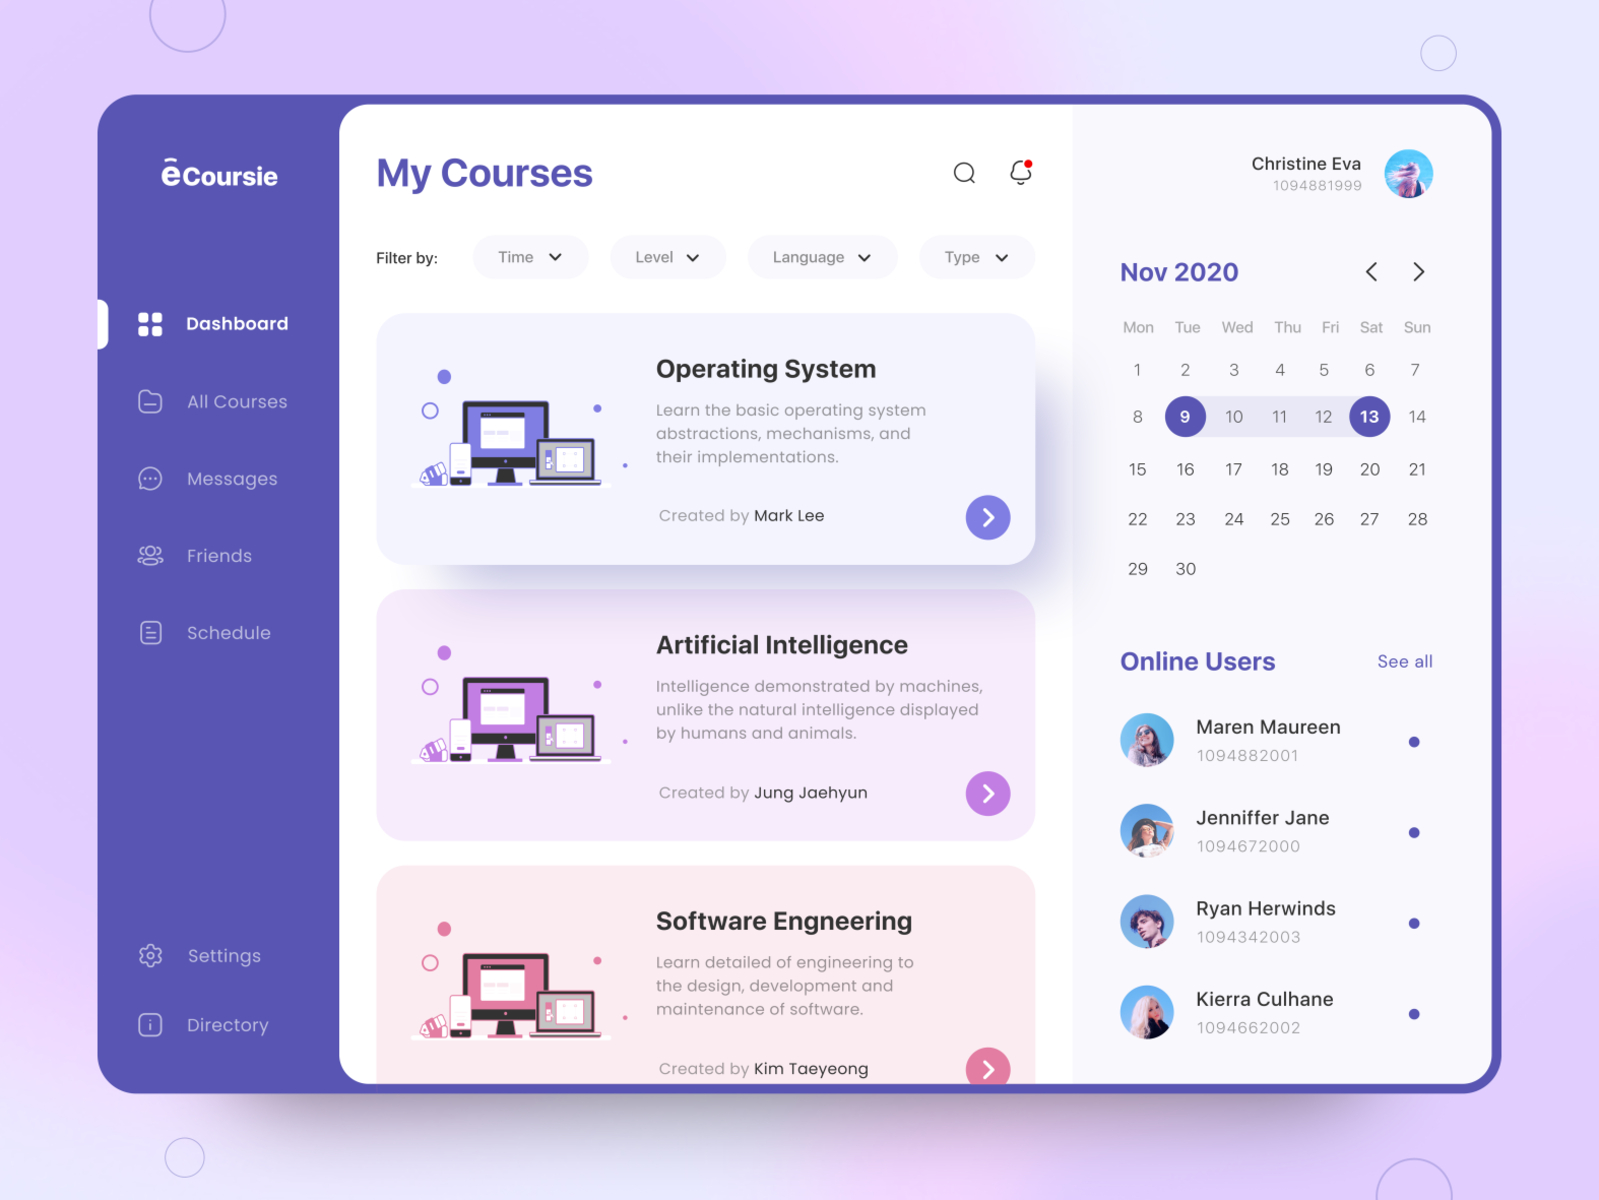 ēCoursie
Dashboard
All Courses
Messages
Friends
Schedule
Settings
Directory
My Courses
Filter by:
Time
Level
Language
Type
Operating System
Learn the basic operating system
abstractions, mechanisms, and
their implementations.
Created by Mark Lee
Artificial Intelligence
Intelligence demonstrated by machines,
unlike the natural intelligence displayed
by humans and animals.
Created by Jung Jaehyun
Software Engneering
Learn detailed of engineering to
the design, development and
maintenance of software.
Created by Kim Taeyeong
Christine Eva
1094881999
Nov 2020
Mon Tue Wed Thu Fri Sat Sun
1 2 3 4 5 6 7
8 9 10 11 12 13 14
15 16 17 18 19 20 21
22 23 24 25 26 27 28
29 30
Online Users
See all
Maren Maureen
1094882001
Jenniffer Jane
1094672000
Ryan Herwinds
1094342003
Kierra Culhane
1094662002